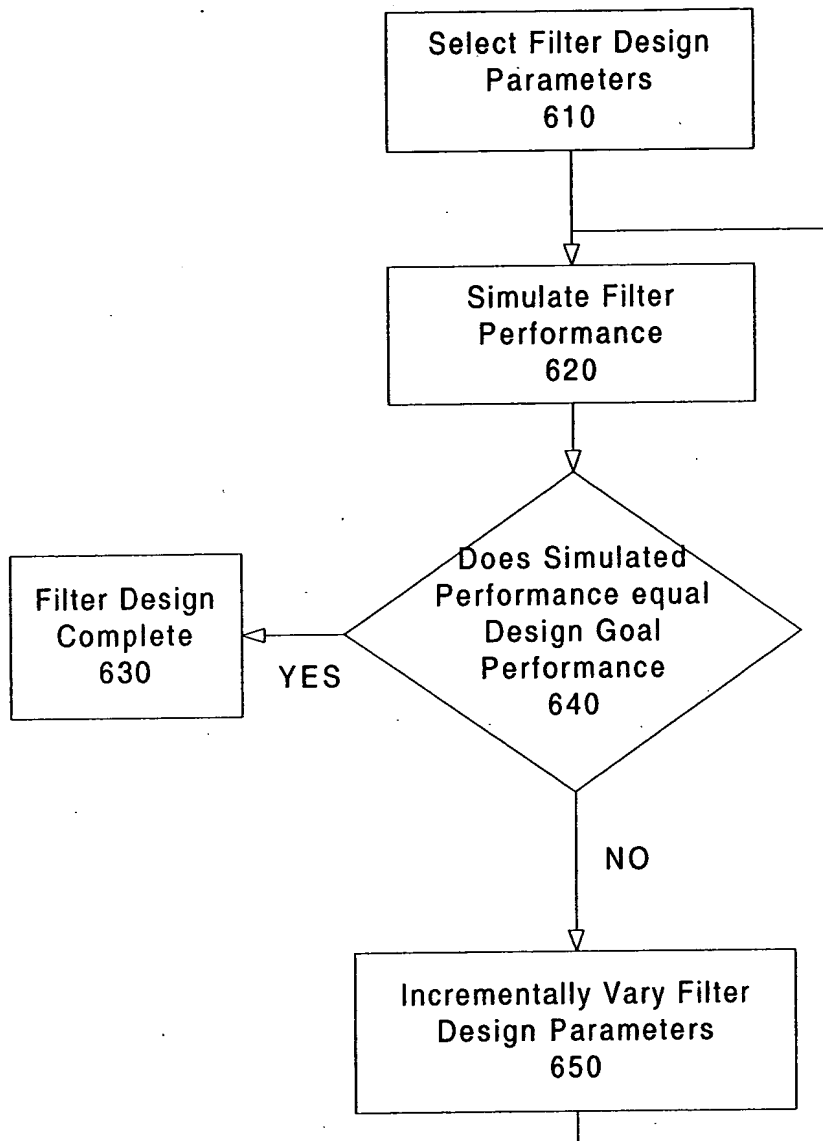 Select Filter Design
Parameters
610
Simulate Filter
Performance
620
Does Simulated
Performance equal
Design Goal
Performance
640
Filter Design
Complete
630
YES
NO
Incrementally Vary Filter
Design Parameters
650